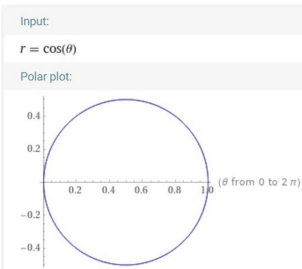 Input:
r = cos(θ)
Polar plot:
0.4
0.2
0.2 0.4 0.6 0.8 1.0 (θ from 0 to 2 π)
−0.2
−0.4